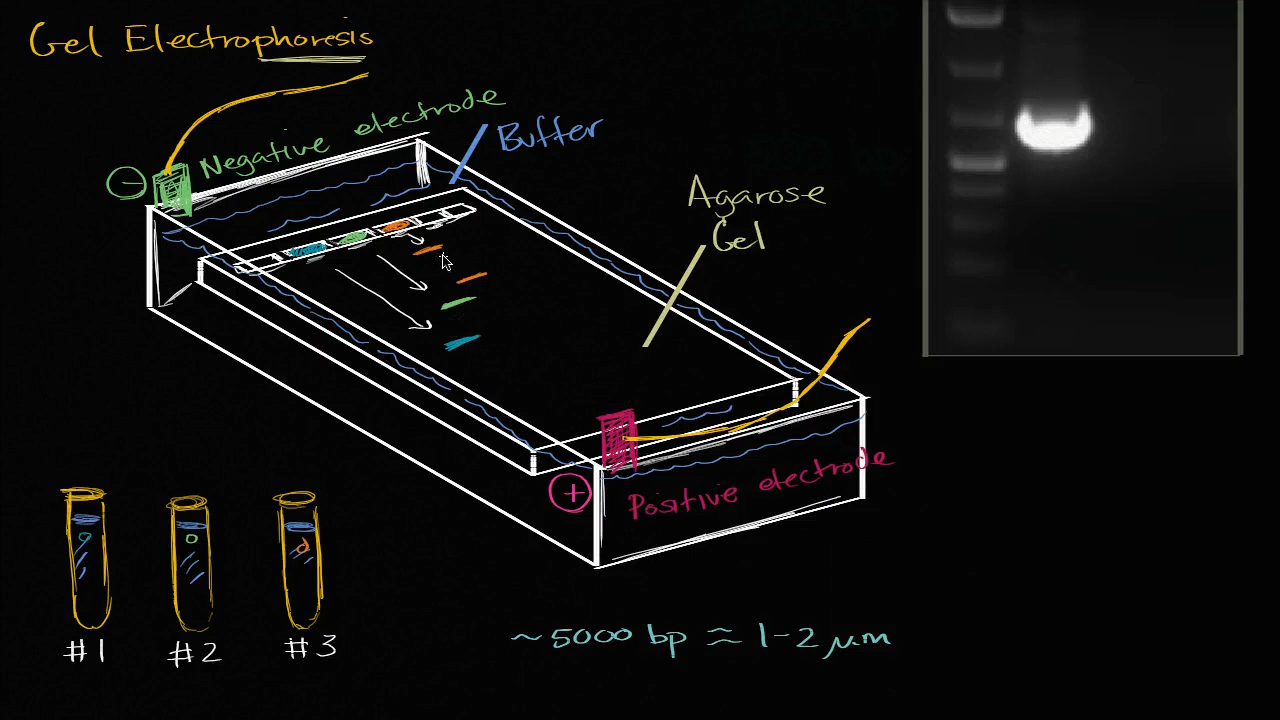 Gel Electrophoresis
Negative electrode
−
Buffer
Agarose
Gel
+
Positive electrode
#1
#2
#3
~5000 bp ≈ 1-2 μm